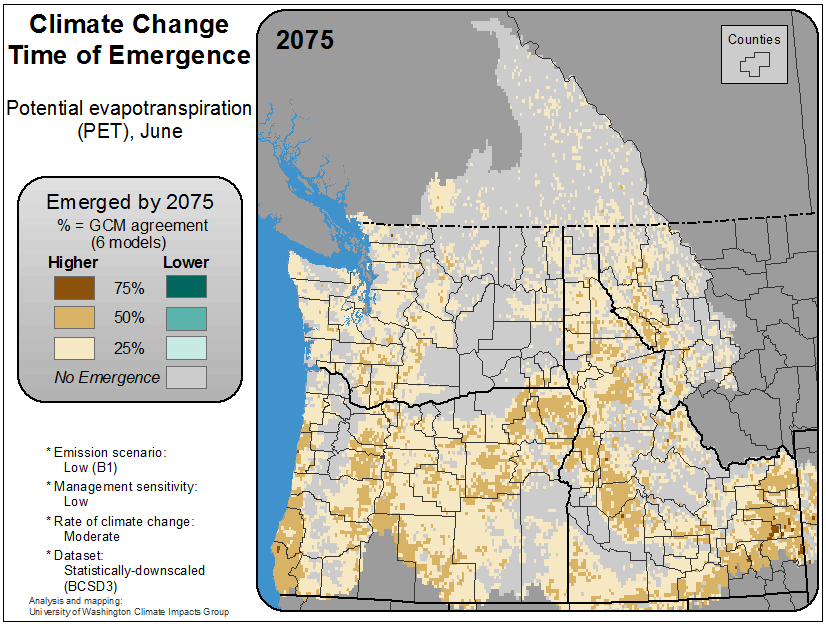 Climate Change
Time of Emergence
Potential evapotranspiration
(PET), June
Emerged by 2075
% = GCM agreement
(6 models)
Higher Lower
75%
50%
25%
No Emergence
* Emission scenario:
Low (B1)
* Management sensitivity:
Low
* Rate of climate change:
Moderate
* Dataset:
Statistically-downscaled
(BCSD3)
Analysis and mapping:
University of Washington Climate Impacts Group
2075
Counties